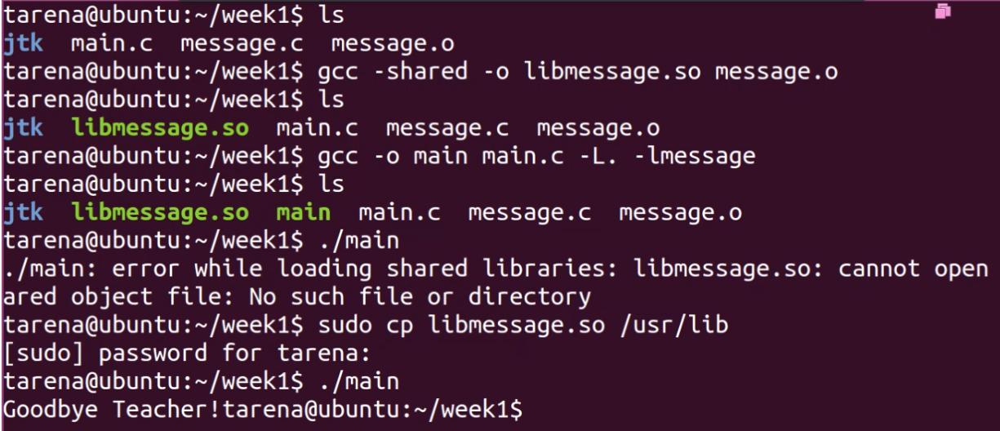 tarena@ubuntu:~/week1$ ls
jtk  main.c  message.c  message.o
tarena@ubuntu:~/week1$ gcc -shared -o libmessage.so message.o
tarena@ubuntu:~/week1$ ls
jtk  libmessage.so  main.c  message.c  message.o
tarena@ubuntu:~/week1$ gcc -o main main.c -L. -lmessage
tarena@ubuntu:~/week1$ ls
jtk  libmessage.so  main  main.c  message.c  message.o
tarena@ubuntu:~/week1$ ./main
./main: error while loading shared libraries: libmessage.so: cannot open
ared object file: No such file or directory
tarena@ubuntu:~/week1$ sudo cp libmessage.so /usr/lib
[sudo] password for tarena:
tarena@ubuntu:~/week1$ ./main
Goodbye Teacher!tarena@ubuntu:~/week1$